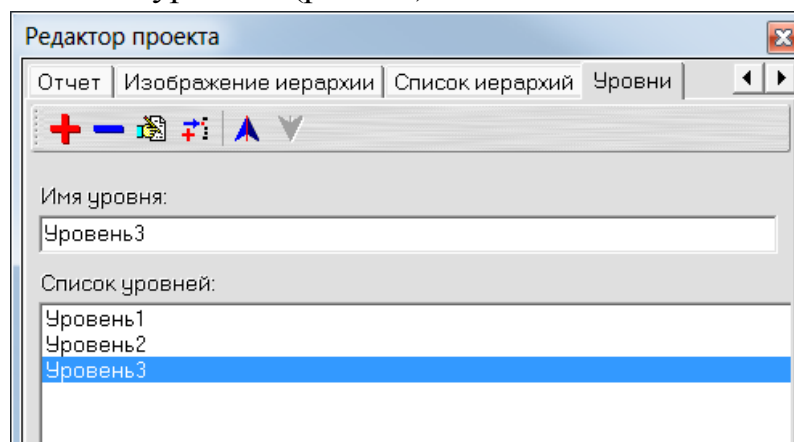 Редактор проекта
Отчет Изображение иерархии Список иерархий Уровни
Имя уровня:
Уровень3
Список уровней:
Уровень1
Уровень2
Уровень3